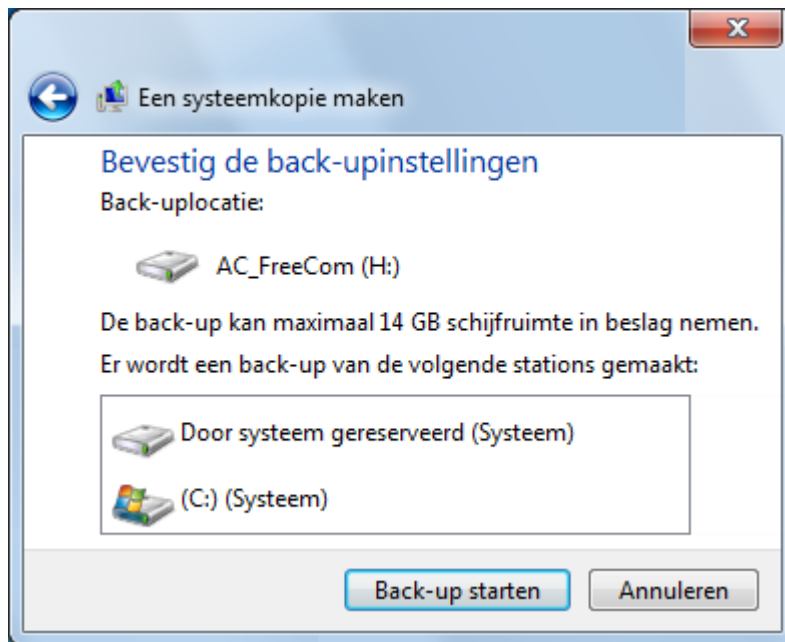 Een systeemkopie maken
Bevestig de back-upinstellingen
Back-uplocatie:
AC_FreeCom (H:)
De back-up kan maximaal 14 GB schijfruimte in beslag nemen.
Er wordt een back-up van de volgende stations gemaakt:
Door systeem gereserveerd (Systeem)
(C:) (Systeem)
Back-up starten
Annuleren